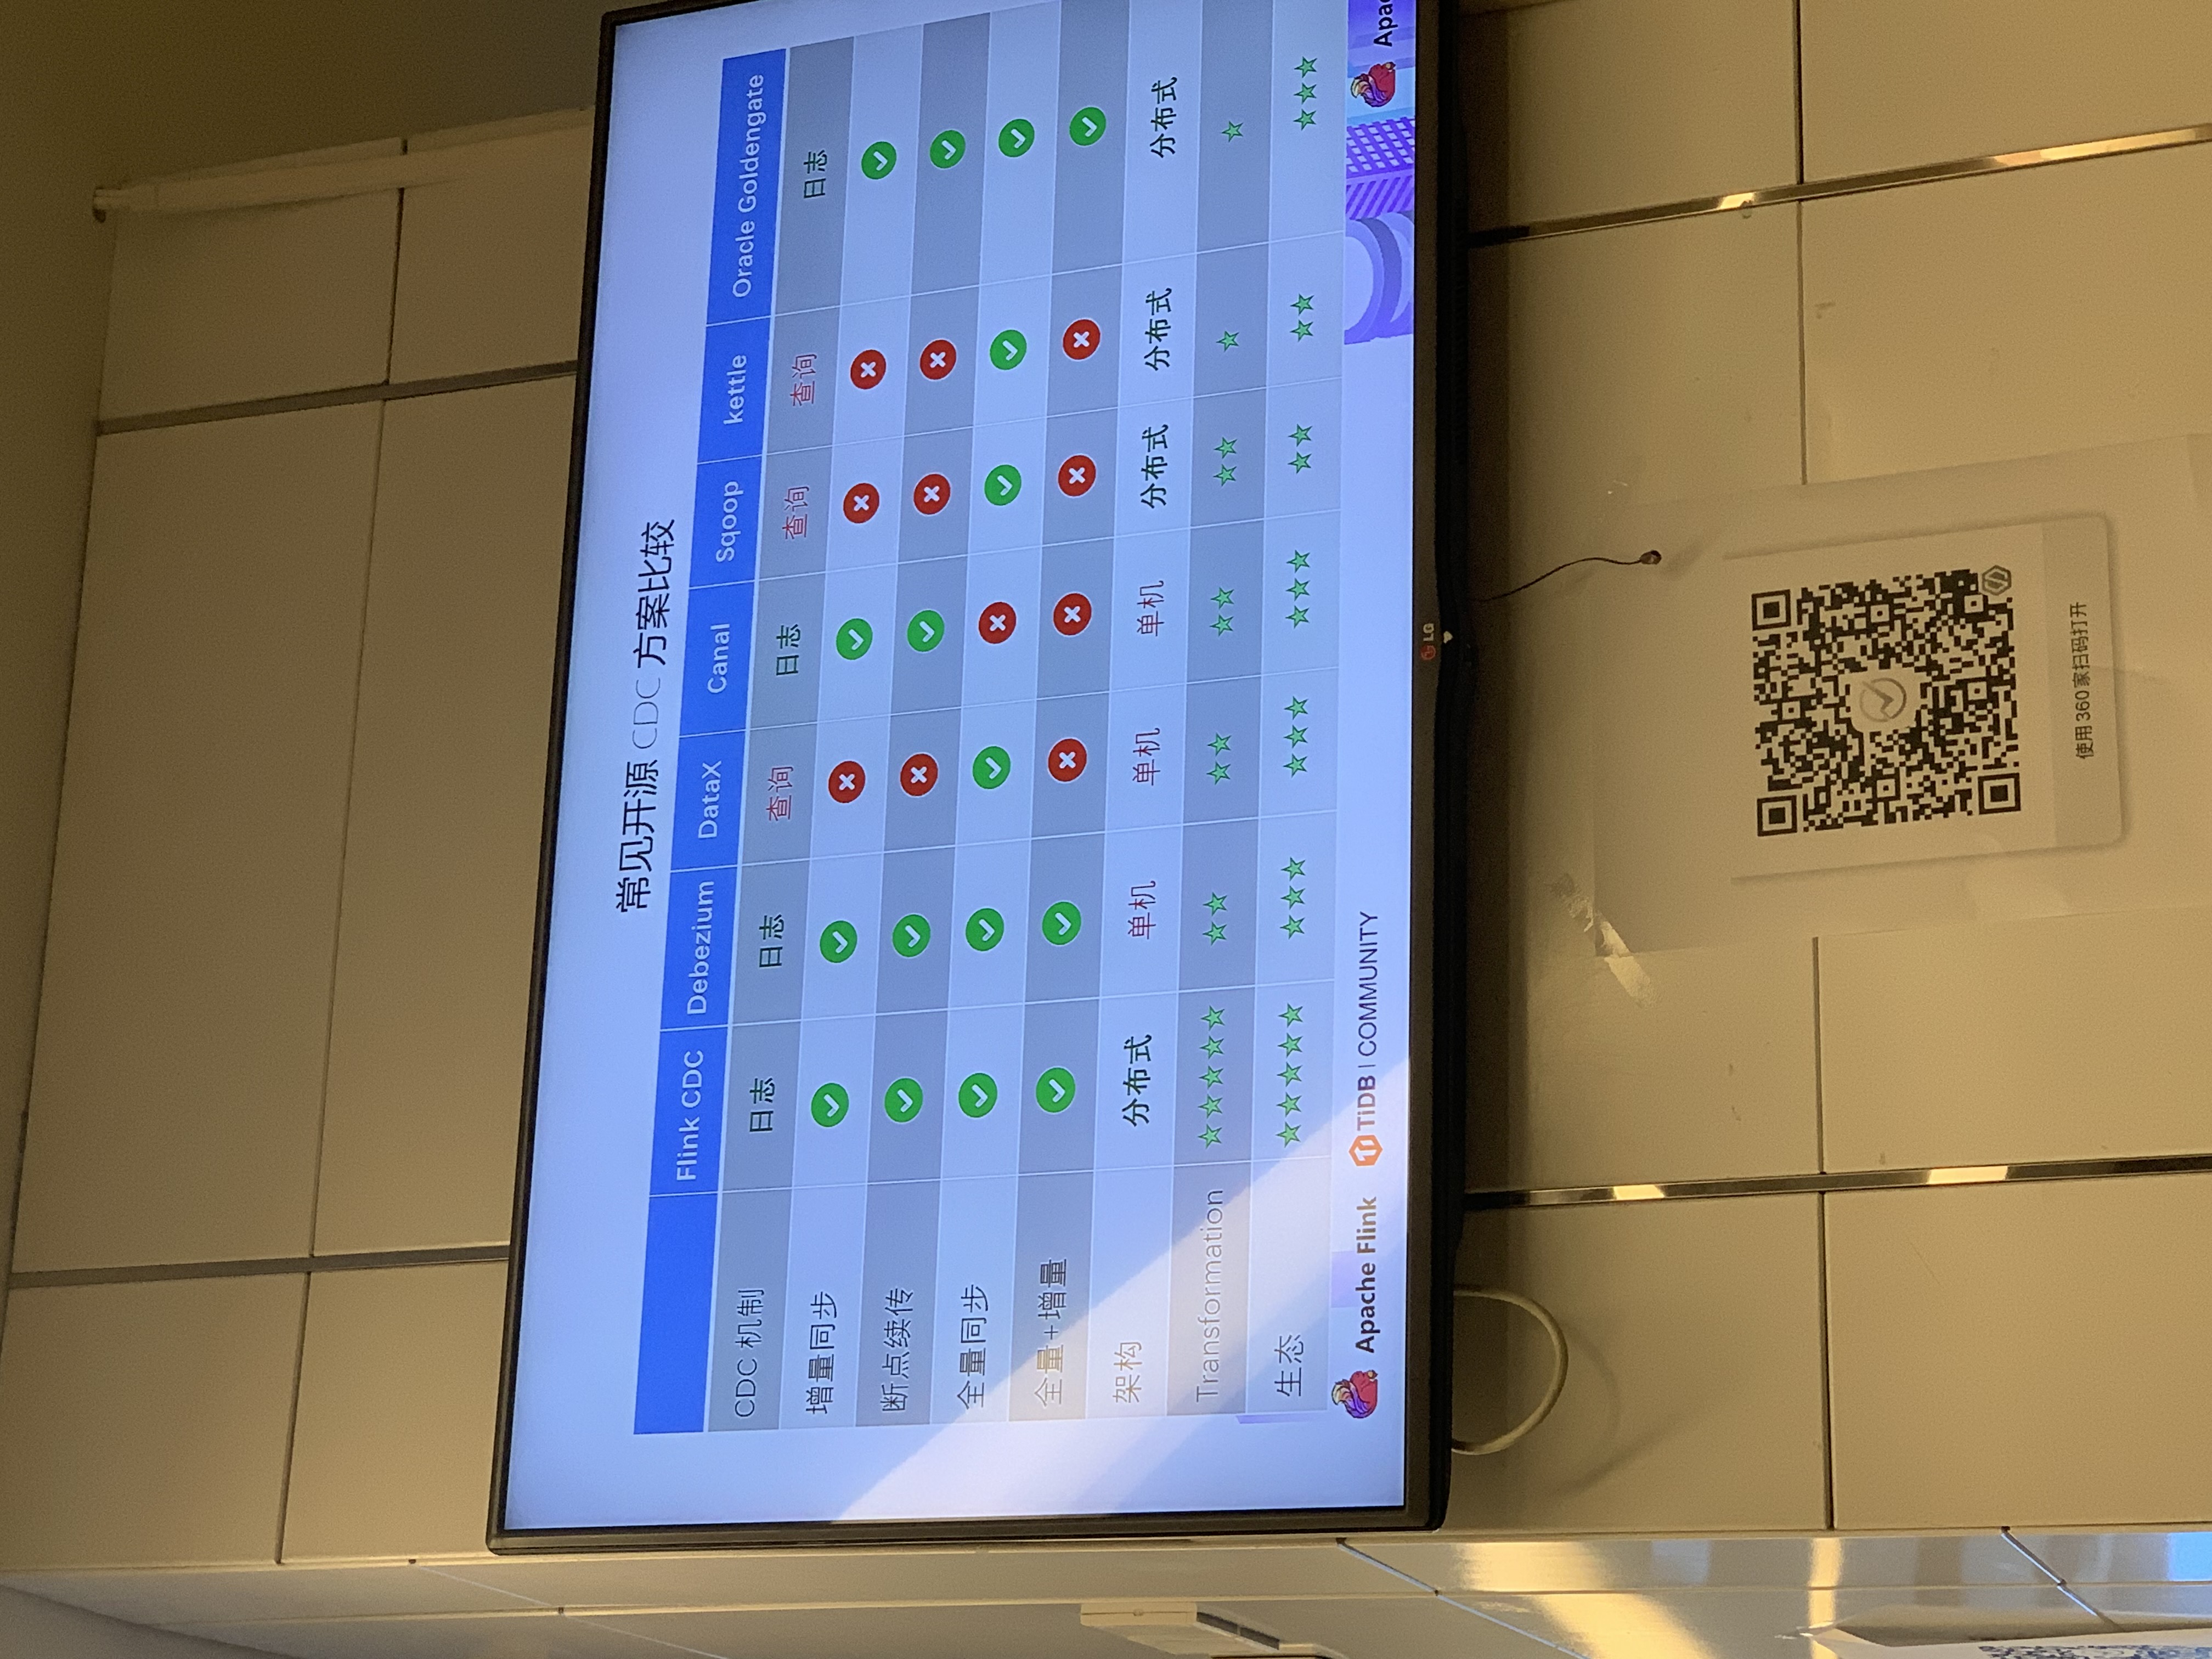 常见开源 CDC 方案比较
Flink CDC Debezium DataX Canal Sqoop kettle Oracle Goldengate
CDC 机制 日志 日志 查询 日志 查询 查询 日志
增量同步
断点续传
全量同步
全量+增量
架构 分布式 单机 单机 单机 分布式 分布式 分布式
Transformation
生态
Apache Flink TiDB | COMMUNITY
LG
使用360家扫码打开